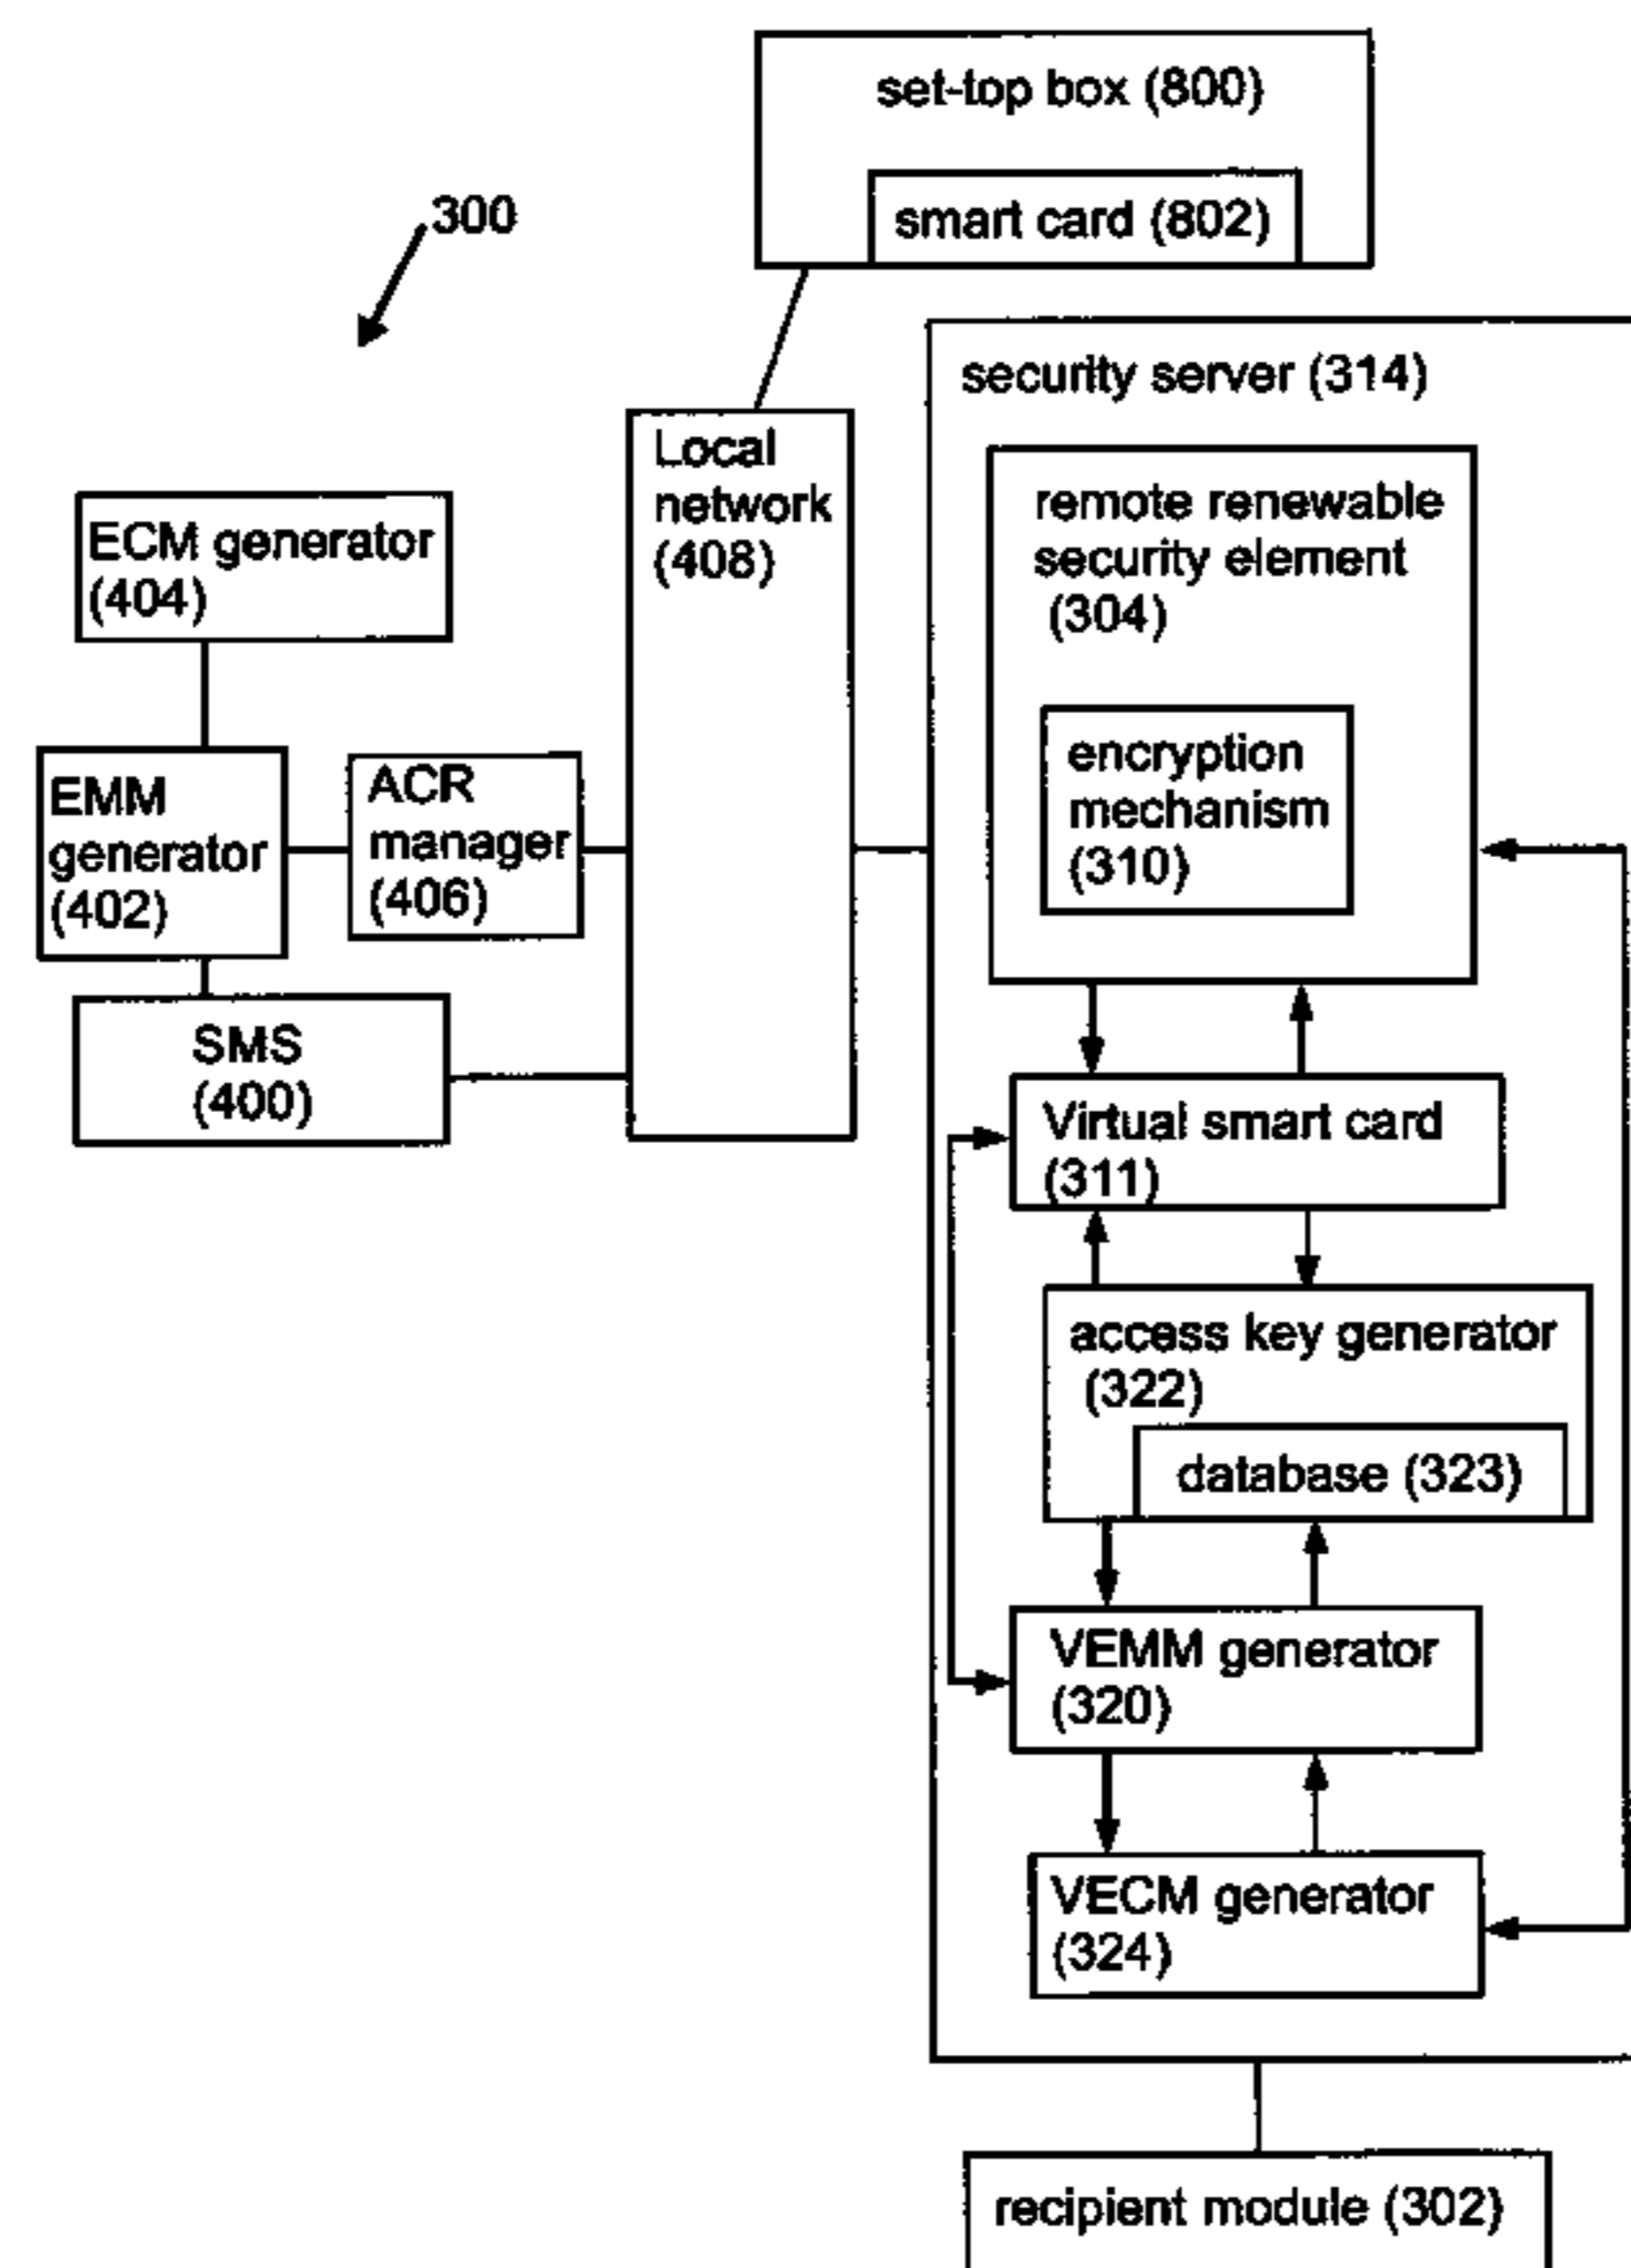 set-top box (800)
smart card (802)
300
security server (314)
Local
network
(408)
remote renewable
security element
(304)
ECM generator
(404)
encryption
mechanism
(310)
EMM
generator
(402)
ACR
manager
(406)
SMS
(400)
Virtual smart card
(311)
access key generator
(322)
database (323)
VEMM generator
(320)
VECM generator
(324)
recipient module (302)